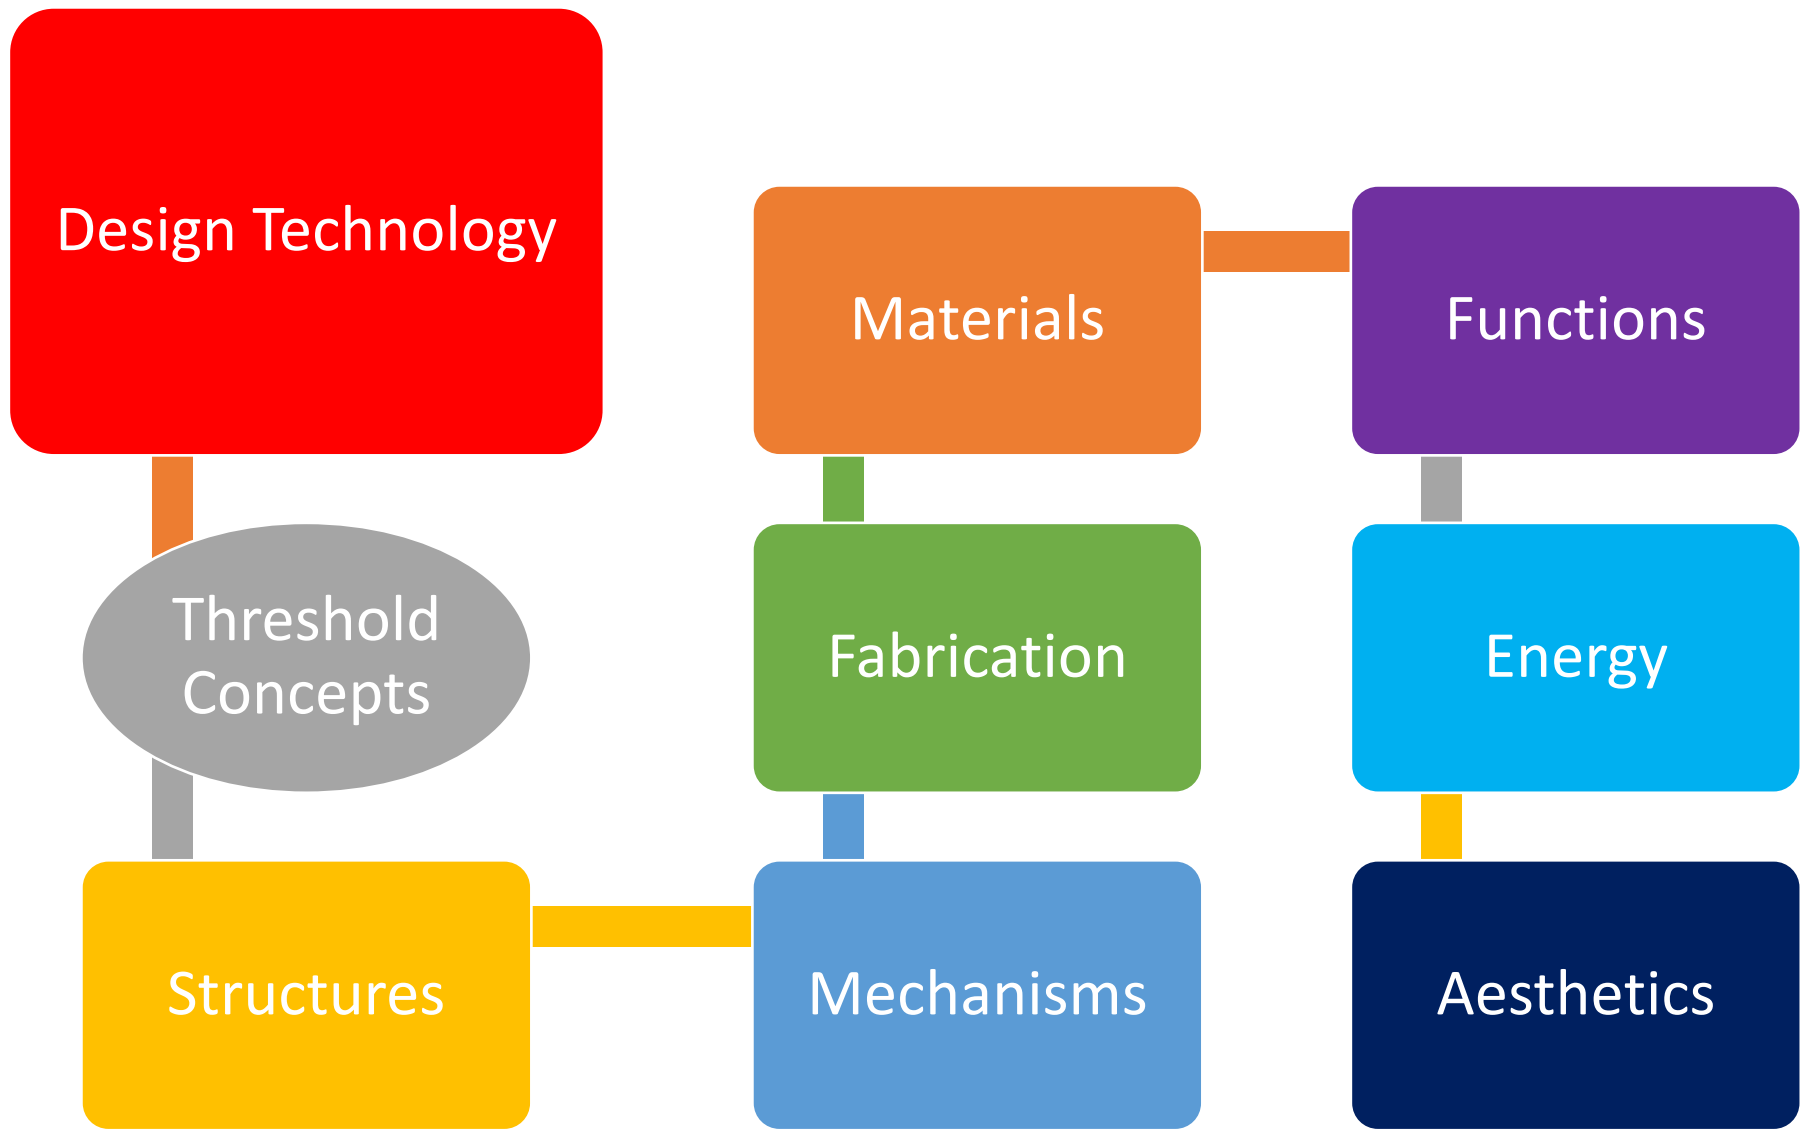 Design Technology
Threshold
Concepts
Structures
Mechanisms
Fabrication
Materials
Functions
Energy
Aesthetics